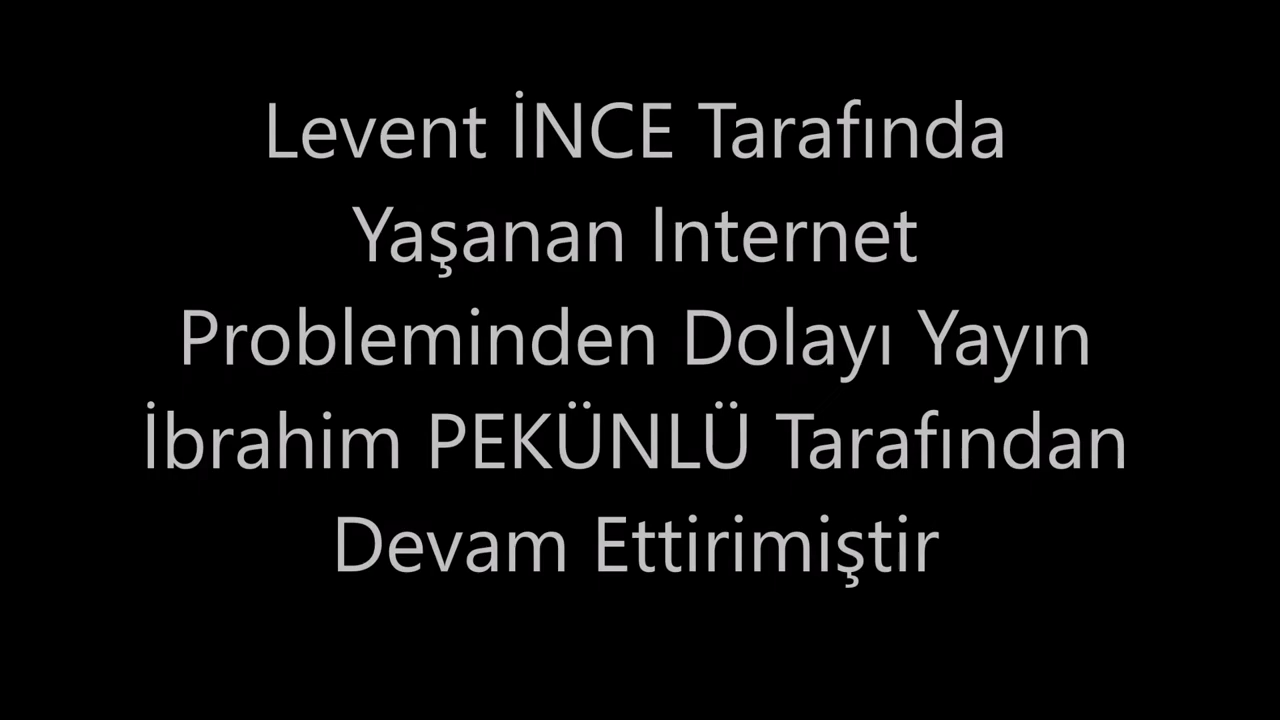 Levent İNCE Tarafında
Yaşanan Internet
Probleminden Dolayı Yayın
İbrahim PEKÜNLÜ Tarafından
Devam Ettirimiştir